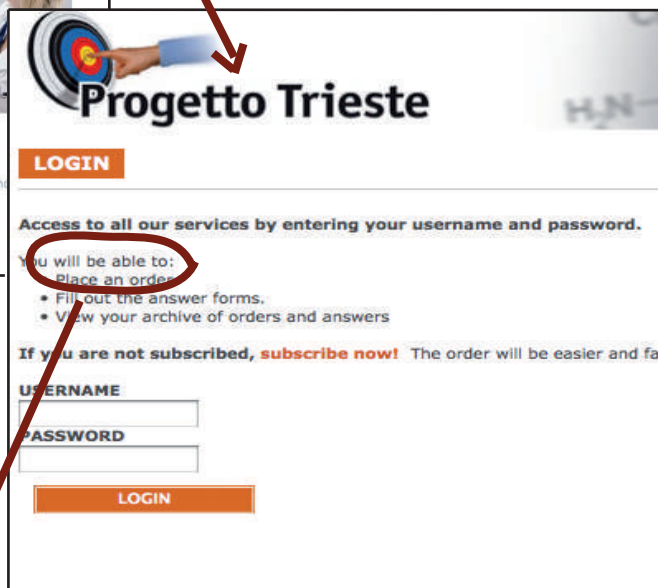 Progetto Trieste
H₂N
LOGIN
Access to all our services by entering your username and password.
You will be able to:
• Place an order
• Fill out the answer forms.
• View your archive of orders and answers
If you are not subscribed, subscribe now! The order will be easier and fa
USERNAME
PASSWORD
LOGIN